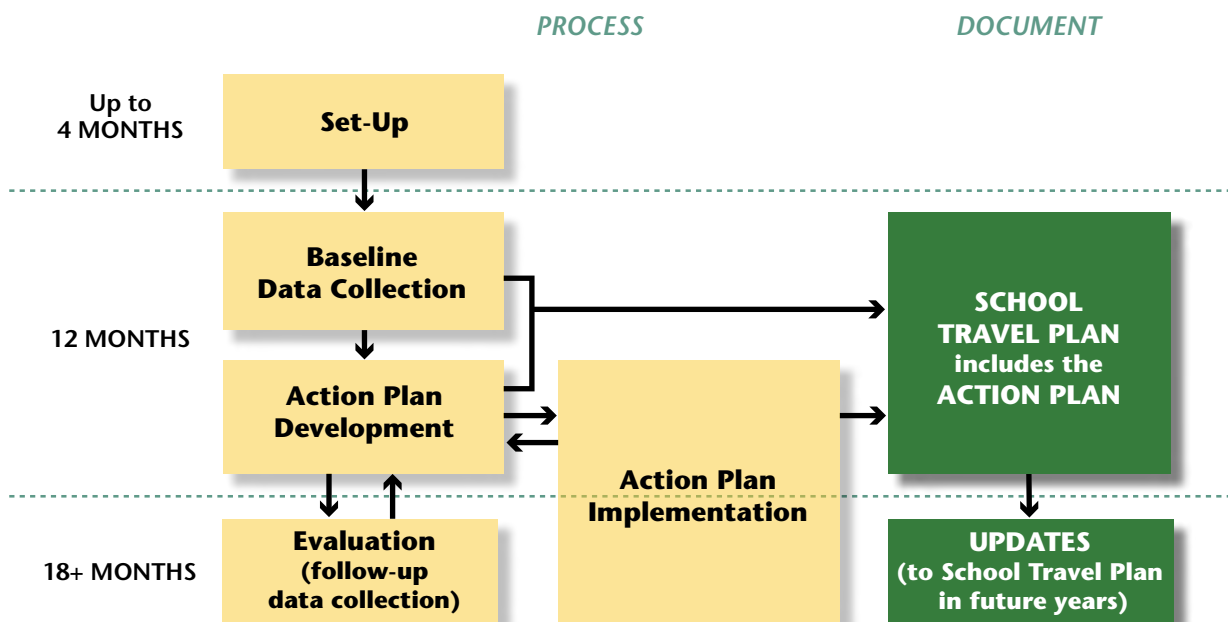 PROCESS
DOCUMENT
Up to
4 MONTHS
Set-Up
12 MONTHS
Baseline
Data Collection
Action Plan
Development
Action Plan
Implementation
SCHOOL
TRAVEL PLAN
includes the
ACTION PLAN
18+ MONTHS
Evaluation
(follow-up
data collection)
UPDATES
(to School Travel Plan
in future years)